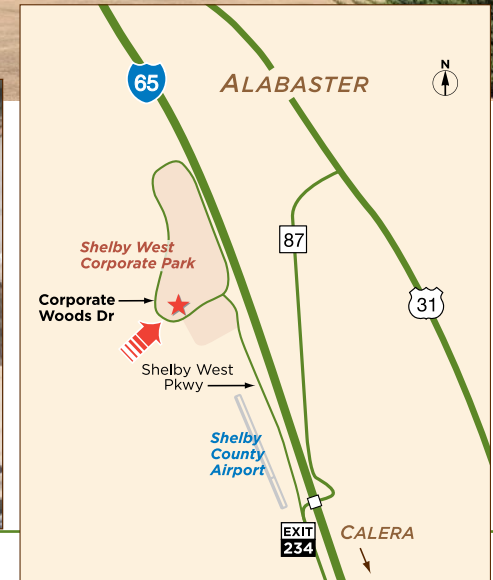 65
ALABASTER
N
Shelby West
Corporate Park
87
Corporate
Woods Dr
31
Shelby West
Pkwy
Shelby
County
Airport
EXIT
234
CALERA